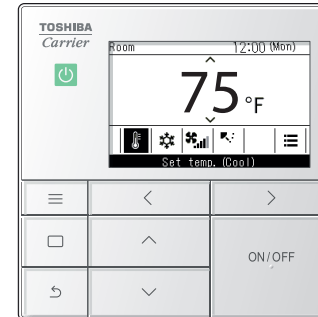 TOSHIBA
Carrier
Room 12:00 (Mon)
75 °F
Set temp. (Cool)
ON/OFF